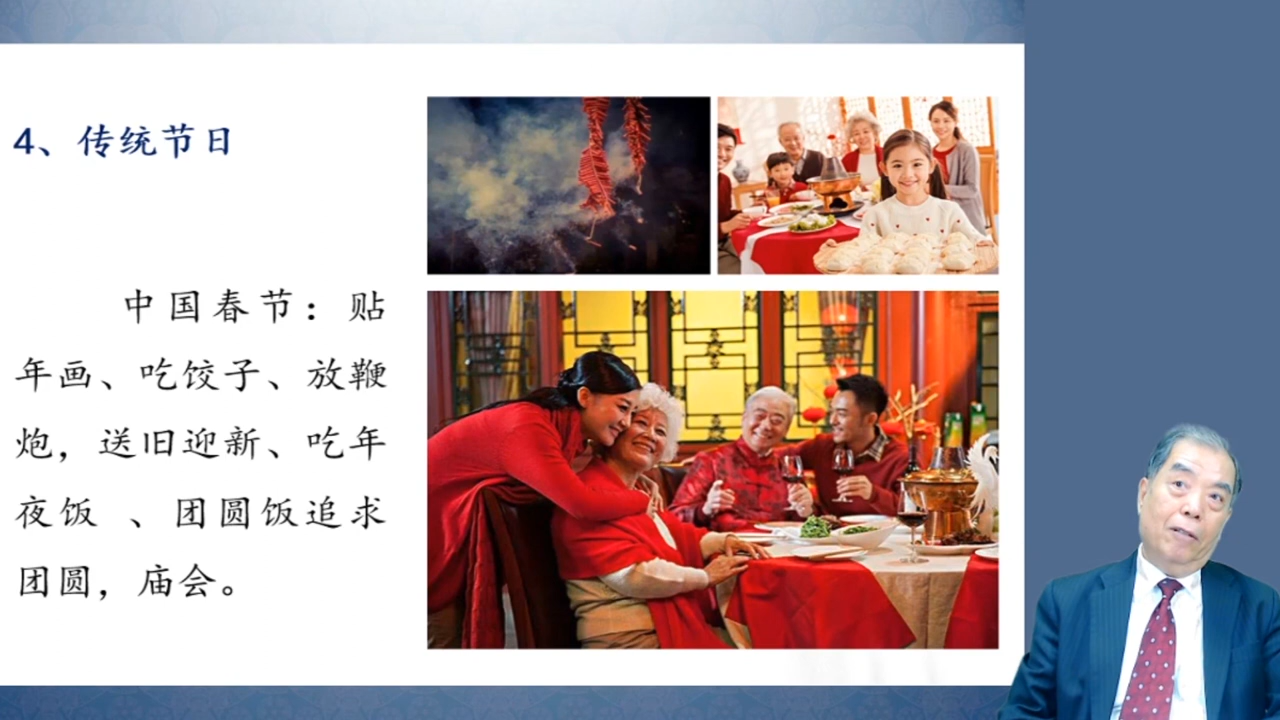 4、传统节日
中国春节：贴
年画、吃饺子、放鞭
炮，送旧迎新、吃年
夜饭 、团圆饭追求
团圆，庙会。